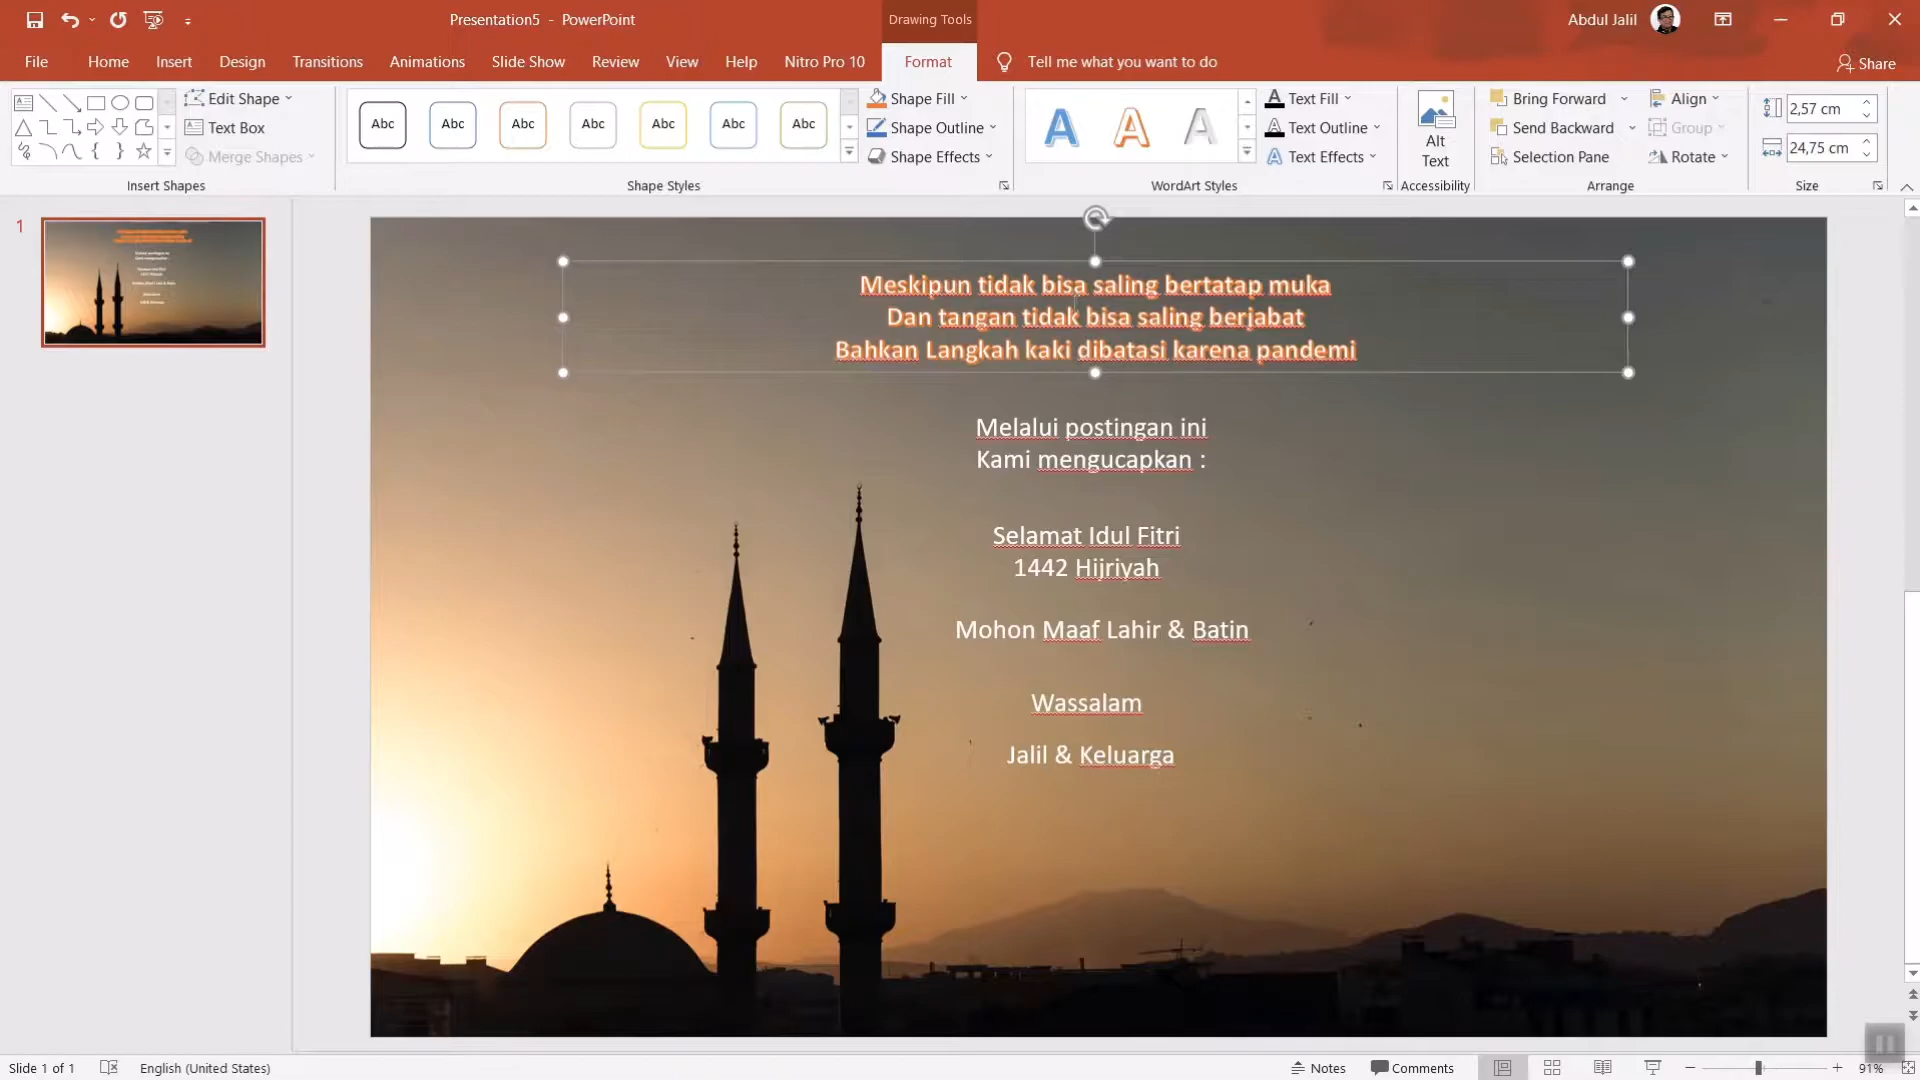 Presentation5 - PowerPoint
Drawing Tools
Abdul Jalil
File
Home
Insert
Design
Transitions
Animations
Slide Show
Review
View
Help
Nitro Pro 10
Format
Tell me what you want to do
Share
Edit Shape
Text Box
Merge Shapes
Insert Shapes
Abc
Abc
Abc
Abc
Abc
Abc
Abc
Shape Fill
Shape Outline
Shape Effects
Shape Styles
A
A
A
Text Fill
Text Outline
Text Effects
WordArt Styles
Alt
Text
Accessibility
Bring Forward
Send Backward
Selection Pane
Align
Group
Rotate
Arrange
2,57 cm
24,75 cm
Size
1
Meskipun tidak bisa saling bertatap muka
Dan tangan tidak bisa saling berjabat
Bahkan Langkah kaki dibatasi karena pandemi
Melalui postingan ini
Kami mengucapkan :
Selamat Idul Fitri
1442 Hijriyah
Mohon Maaf Lahir & Batin
Wassalam
Jalil & Keluarga
Slide 1 of 1
English (United States)
Notes
Comments
91%